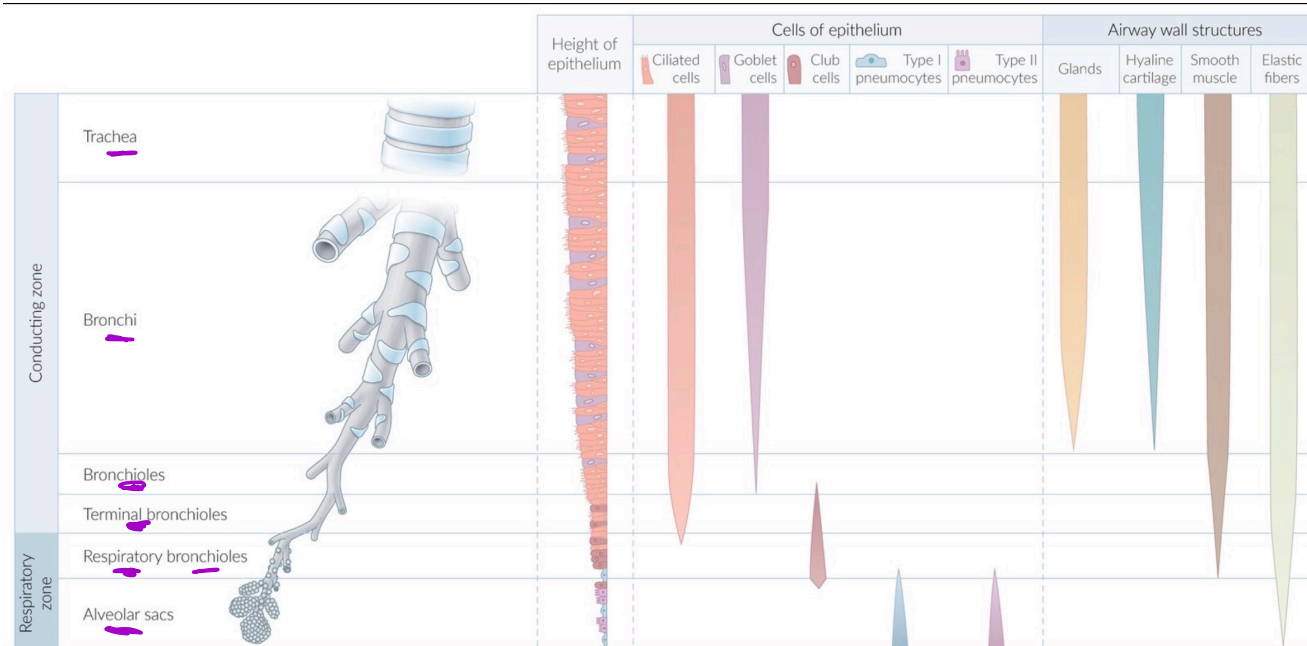 Cells of epithelium
Airway wall structures
Height of
epithelium
Ciliated
cells
Goblet
cells
Club
cells
Type I
pneumocytes
Type II
pneumocytes
Glands
Hyaline
cartilage
Smooth
muscle
Elastic
fibers
Conducting zone
Trachea
Bronchi
Bronchioles
Terminal bronchioles
Respiratory
zone
Respiratory bronchioles
Alveolar sacs